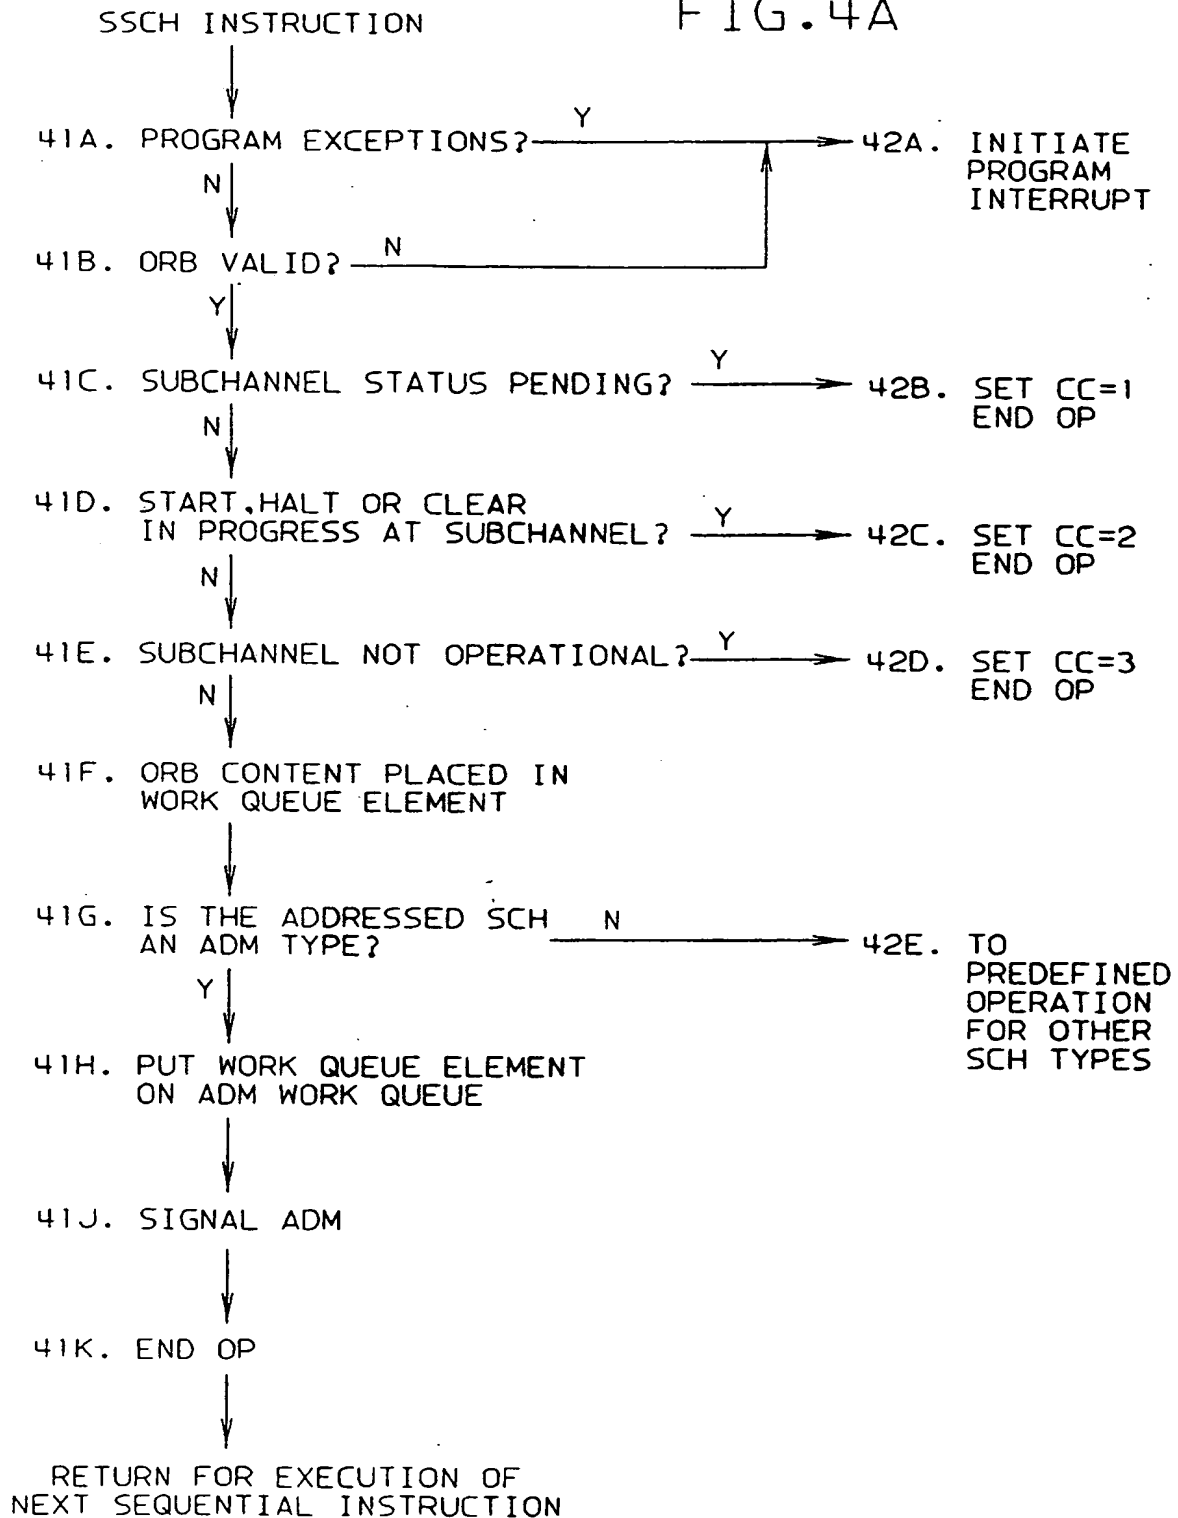 FIG.4A
SSCH INSTRUCTION
41A. PROGRAM EXCEPTIONS?
Y
42A. INITIATE
PROGRAM
INTERRUPT
N
41B. ORB VALID?
N
Y
41C. SUBCHANNEL STATUS PENDING?
Y
42B. SET CC=1
END OP
N
41D. START,HALT OR CLEAR
IN PROGRESS AT SUBCHANNEL?
Y
42C. SET CC=2
END OP
N
41E. SUBCHANNEL NOT OPERATIONAL?
Y
42D. SET CC=3
END OP
N
41F. ORB CONTENT PLACED IN
WORK QUEUE ELEMENT
41G. IS THE ADDRESSED SCH
AN ADM TYPE?
N
42E. TO
PREDEFINED
OPERATION
FOR OTHER
SCH TYPES
Y
41H. PUT WORK QUEUE ELEMENT
ON ADM WORK QUEUE
41J. SIGNAL ADM
41K. END OP
RETURN FOR EXECUTION OF
NEXT SEQUENTIAL INSTRUCTION